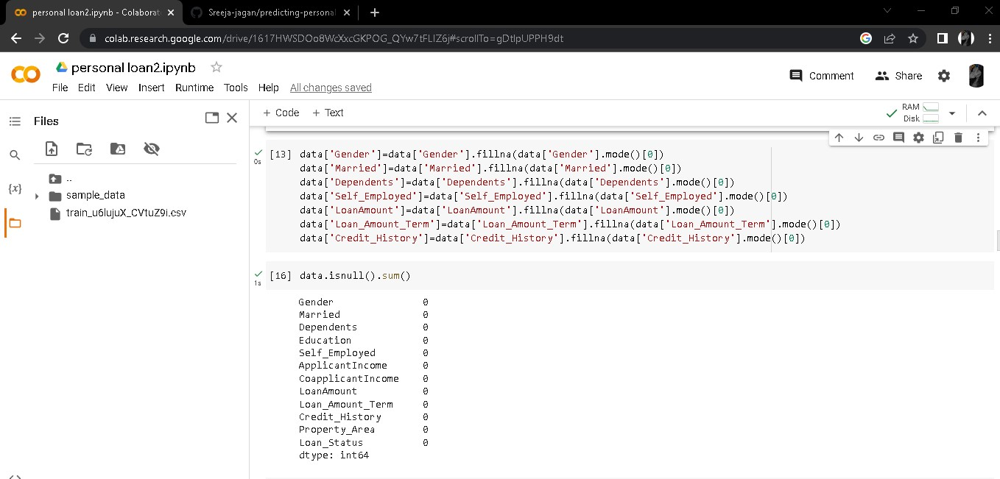 personal loan2.ipynb - Colaborat
Sreeja-jagan/predicting-personal
colab.research.google.com/drive/1617HWSDOo8WcXxcGKPOG_QYw7tFLIZ6j#scrollTo=gDtIpUPPH9dt
personal loan2.ipynb
File Edit View Insert Runtime Tools Help All changes saved
Comment
Share
Files
+ Code + Text
RAM
Disk
..
sample_data
train_u6lujuX_CVtuZ9i.csv
{x}
0s
[13] data['Gender']=data['Gender'].fillna(data['Gender'].mode()[0])
data['Married']=data['Married'].fillna(data['Married'].mode()[0])
data['Dependents']=data['Dependents'].fillna(data['Dependents'].mode()[0])
data['Self_Employed']=data['Self_Employed'].fillna(data['Self_Employed'].mode()[0])
data['LoanAmount']=data['LoanAmount'].fillna(data['LoanAmount'].mode()[0])
data['Loan_Amount_Term']=data['Loan_Amount_Term'].fillna(data['Loan_Amount_Term'].mode()[0])
data['Credit_History']=data['Credit_History'].fillna(data['Credit_History'].mode()[0])
1s
[16] data.isnull().sum()
Gender 0
Married 0
Dependents 0
Education 0
Self_Employed 0
ApplicantIncome 0
CoapplicantIncome 0
LoanAmount 0
Loan_Amount_Term 0
Credit_History 0
Property_Area 0
Loan_Status 0
dtype: int64